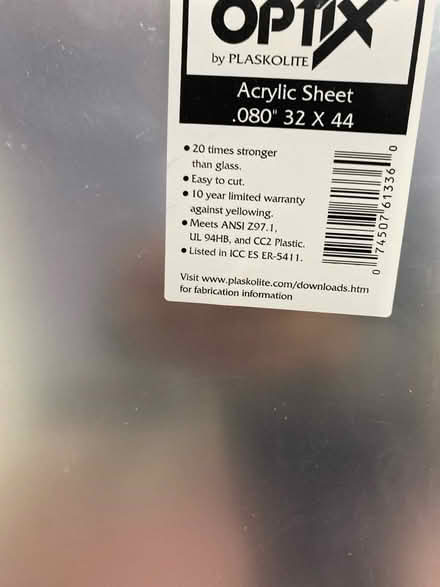 OPTIX
by PLASKOLITE
Acrylic Sheet
.080" 32 X 44
• 20 times stronger
than glass.
• Easy to cut.
• 10 year limited warranty
against yellowing.
• Meets ANSI Z97.1,
UL 94HB, and CC2 Plastic.
• Listed in ICC ES ER-5411.
Visit www.plaskolite.com/downloads.htm
for fabrication information
0 74507 61336 0